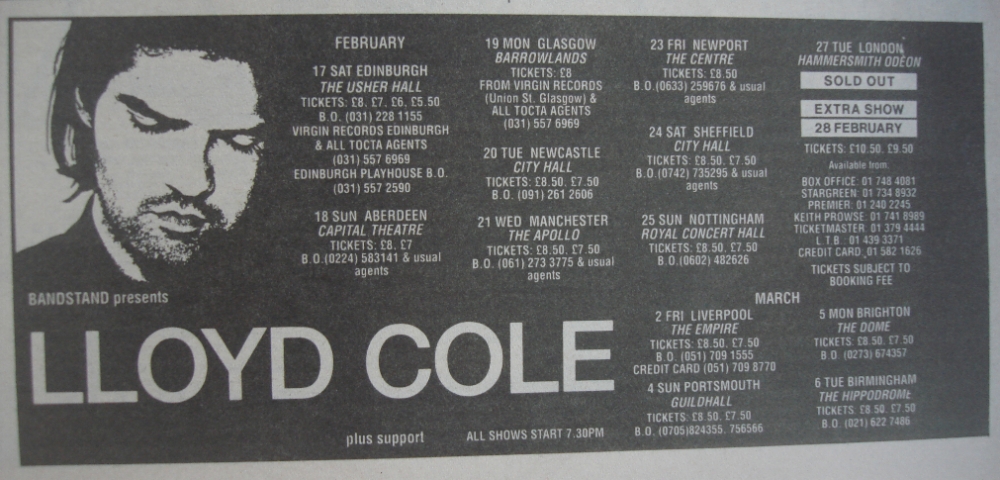 FEBRUARY
17 SAT EDINBURGH
THE USHER HALL
TICKETS: £8. £7. £6. £5.50
B.O. (031) 228 1155
VIRGIN RECORDS EDINBURGH
& ALL TOCTA AGENTS
(031) 557 6969
EDINBURGH PLAYHOUSE B.O.
(031) 557 2590
18 SUN ABERDEEN
CAPITAL THEATRE
TICKETS: £8. £7
B.O.(0224) 583141 & usual
agents
19 MON GLASGOW
BARROWLANDS
TICKETS: £8
FROM VIRGIN RECORDS
(Union St. Glasgow) &
ALL TOCTA AGENTS
(031) 557 6969
20 TUE NEWCASTLE
CITY HALL
TICKETS: £8.50. £7.50
B.O. (091) 261 2606
21 WED MANCHESTER
THE APOLLO
TICKETS: £8.50. £7.50
B.O. (061) 273 3775 & usual
agents
23 FRI NEWPORT
THE CENTRE
TICKETS: £8.50
B.O.(0633) 259676 & usual
agents
24 SAT SHEFFIELD
CITY HALL
TICKETS: £8.50. £7.50
B.O.(0742) 735295 & usual
agents
25 SUN NOTTINGHAM
ROYAL CONCERT HALL
TICKETS: £8.50. £7.50
B.O.(0602) 482626
27 TUE LONDON
HAMMERSMITH ODEON
SOLD OUT
EXTRA SHOW
28 FEBRUARY
TICKETS: £10.50. £9.50
Available from:
BOX OFFICE: 01 748 4081
STARGREEN: 01 734 8932
PREMIER: 01 240 2245
KEITH PROWSE: 01 741 8989
TICKETMASTER: 01 379 4444
L.T.B.: 01 439 3371
CREDIT CARD: 01 582 1626
TICKETS SUBJECT TO
BOOKING FEE
MARCH
2 FRI LIVERPOOL
THE EMPIRE
TICKETS: £8.50. £7.50
B.O. (051) 709 1555
CREDIT CARD (051) 709 8770
4 SUN PORTSMOUTH
GUILDHALL
TICKETS: £8.50. £7.50
B.O. (0705)824355. 756566
5 MON BRIGHTON
THE DOME
TICKETS: £8.50. £7.50
B.O. (0273) 674357
6 TUE BIRMINGHAM
THE HIPPODROME
TICKETS: £8.50. £7.50
B.O. (021) 622 7486
BANDSTAND presents
LLOYD COLE
plus support
ALL SHOWS START 7.30PM